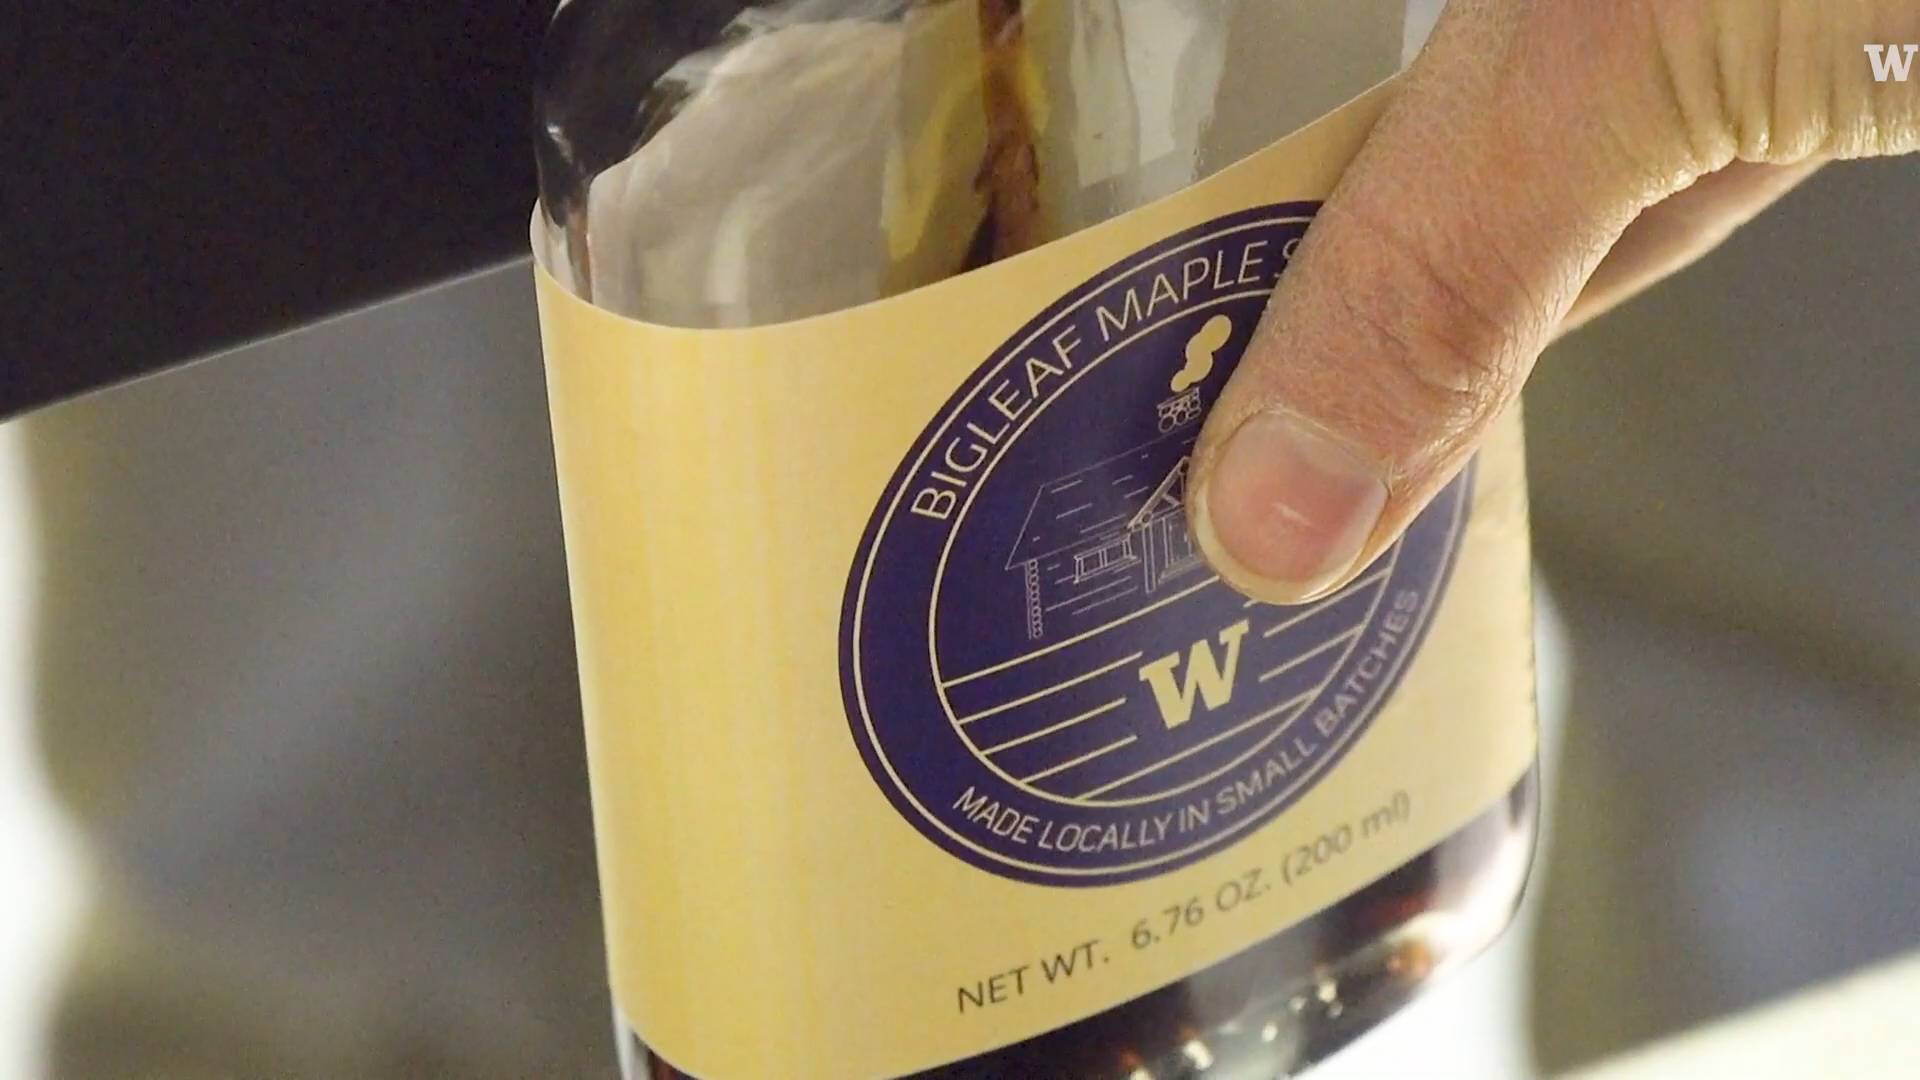 W
BIGLEAF MAPLE S
W
MADE LOCALLY IN SMALL BATCHES
NET WT. 6.76 OZ. (200 ml)